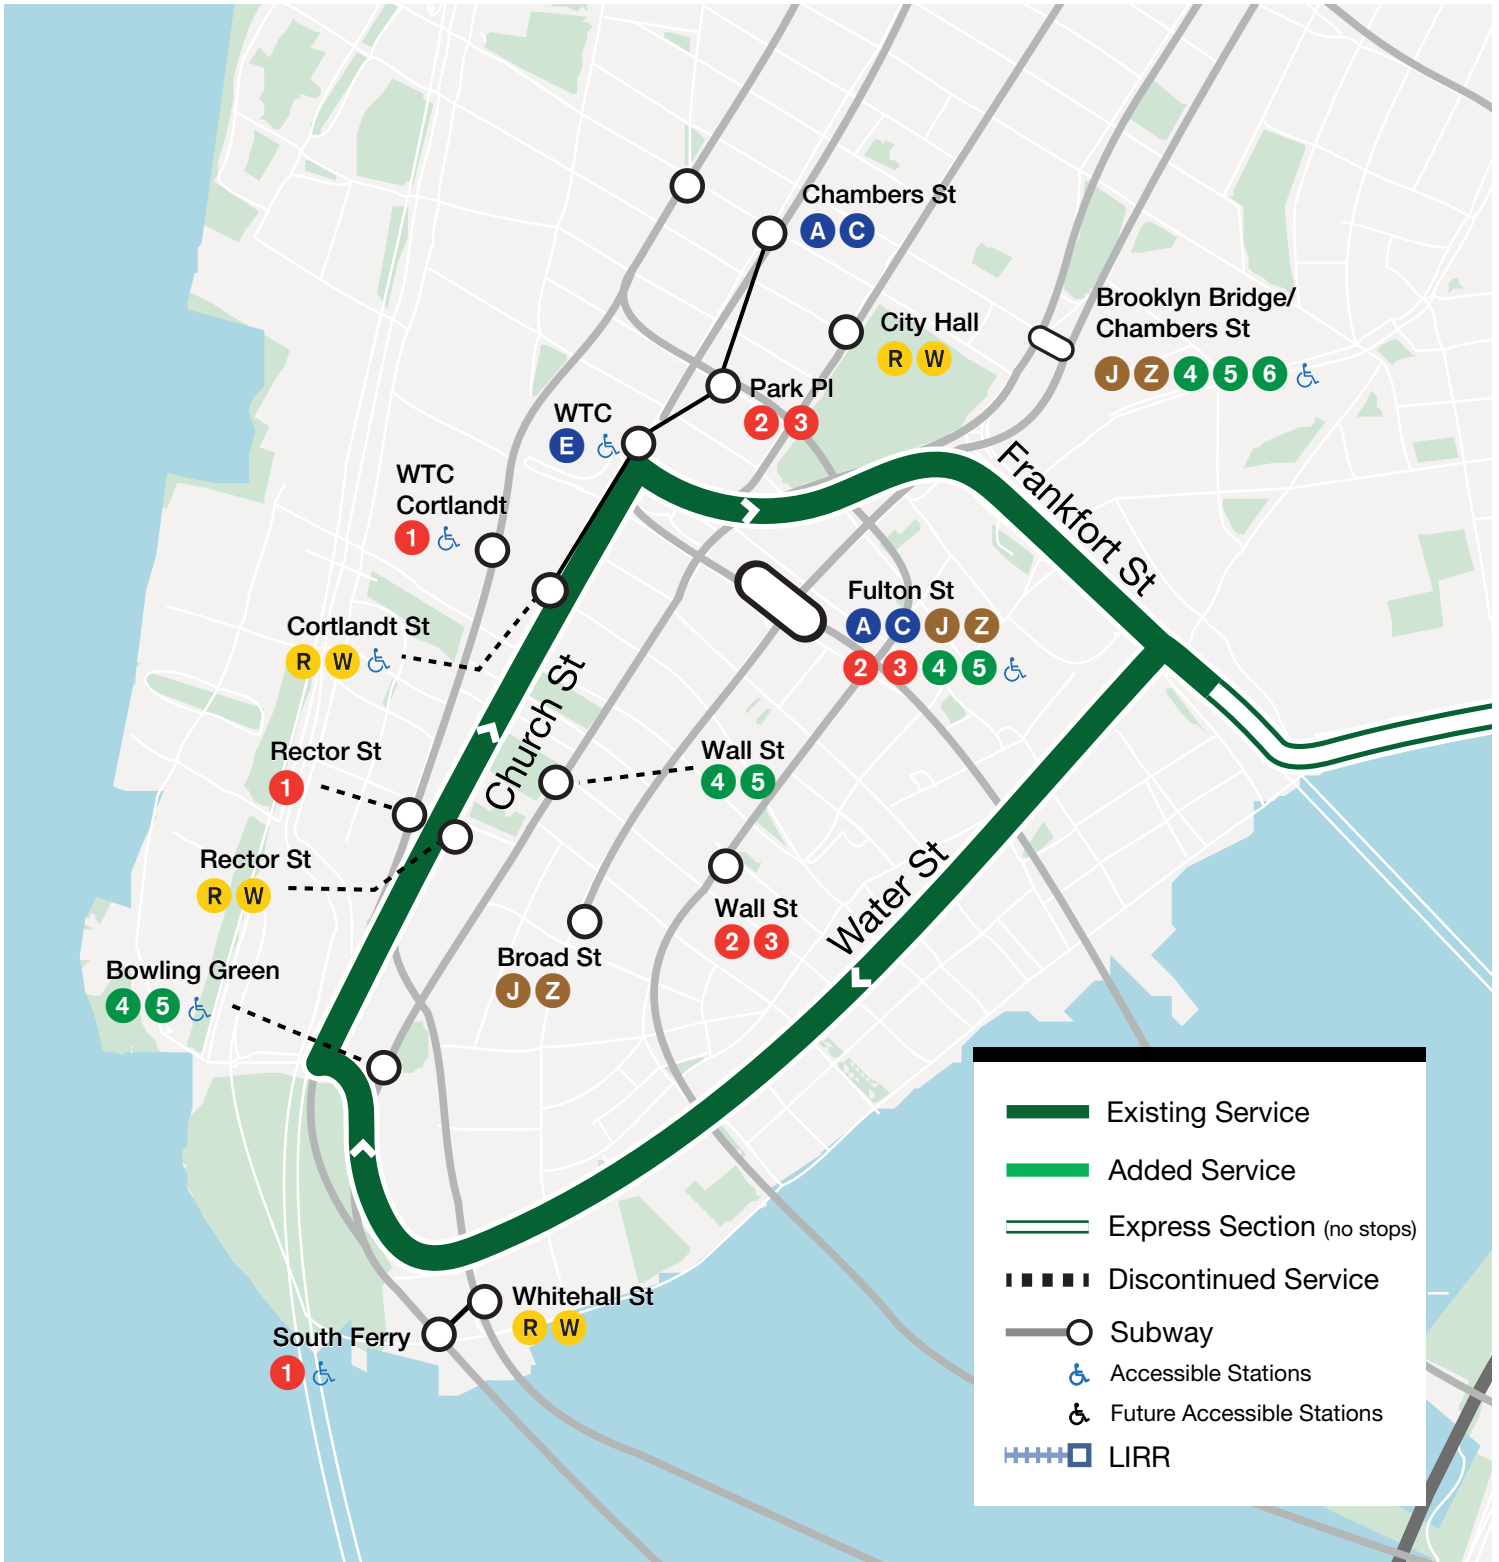 Chambers St
A C
City Hall
R W
Brooklyn Bridge/
Chambers St
J Z 4 5 6
Park Pl
2 3
WTC
E
WTC
Cortlandt
1
Frankfort St
Fulton St
A C J Z
2 3 4 5
Cortlandt St
R W
Church St
Rector St
1
Wall St
4 5
Rector St
R W
Wall St
2 3
Water St
Broad St
J Z
Bowling Green
4 5
Whitehall St
R W
South Ferry
1
Existing Service
Added Service
Express Section (no stops)
Discontinued Service
Subway
Accessible Stations
Future Accessible Stations
LIRR